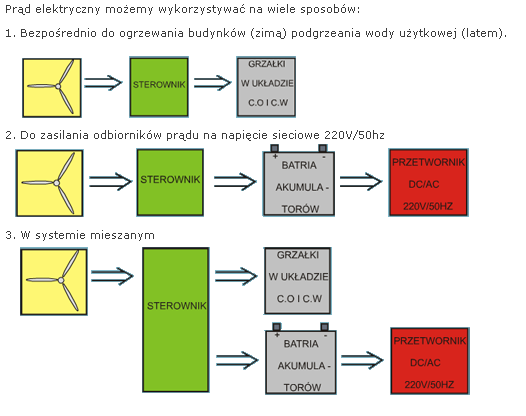 Prąd elektryczny możemy wykorzystywać na wiele sposobów:
1. Bezpośrednio do ogrzewania budynków (zimą) podgrzeania wody użytkowej (latem).
STEROWNIK
GRZAŁKI
W UKŁADZIE
C.O I C.W
2. Do zasilania odbiorników prądu na napięcie sieciowe 220V/50hz
STEROWNIK
+ -
BATRIA
AKUMULA -
TORÓW
PRZETWORNIK
DC/AC
220V/50HZ
3. W systemie mieszanym
STEROWNIK
GRZAŁKI
W UKŁADZIE
C.O I C.W
+ -
BATRIA
AKUMULA -
TORÓW
PRZETWORNIK
DC/AC
220V/50HZ